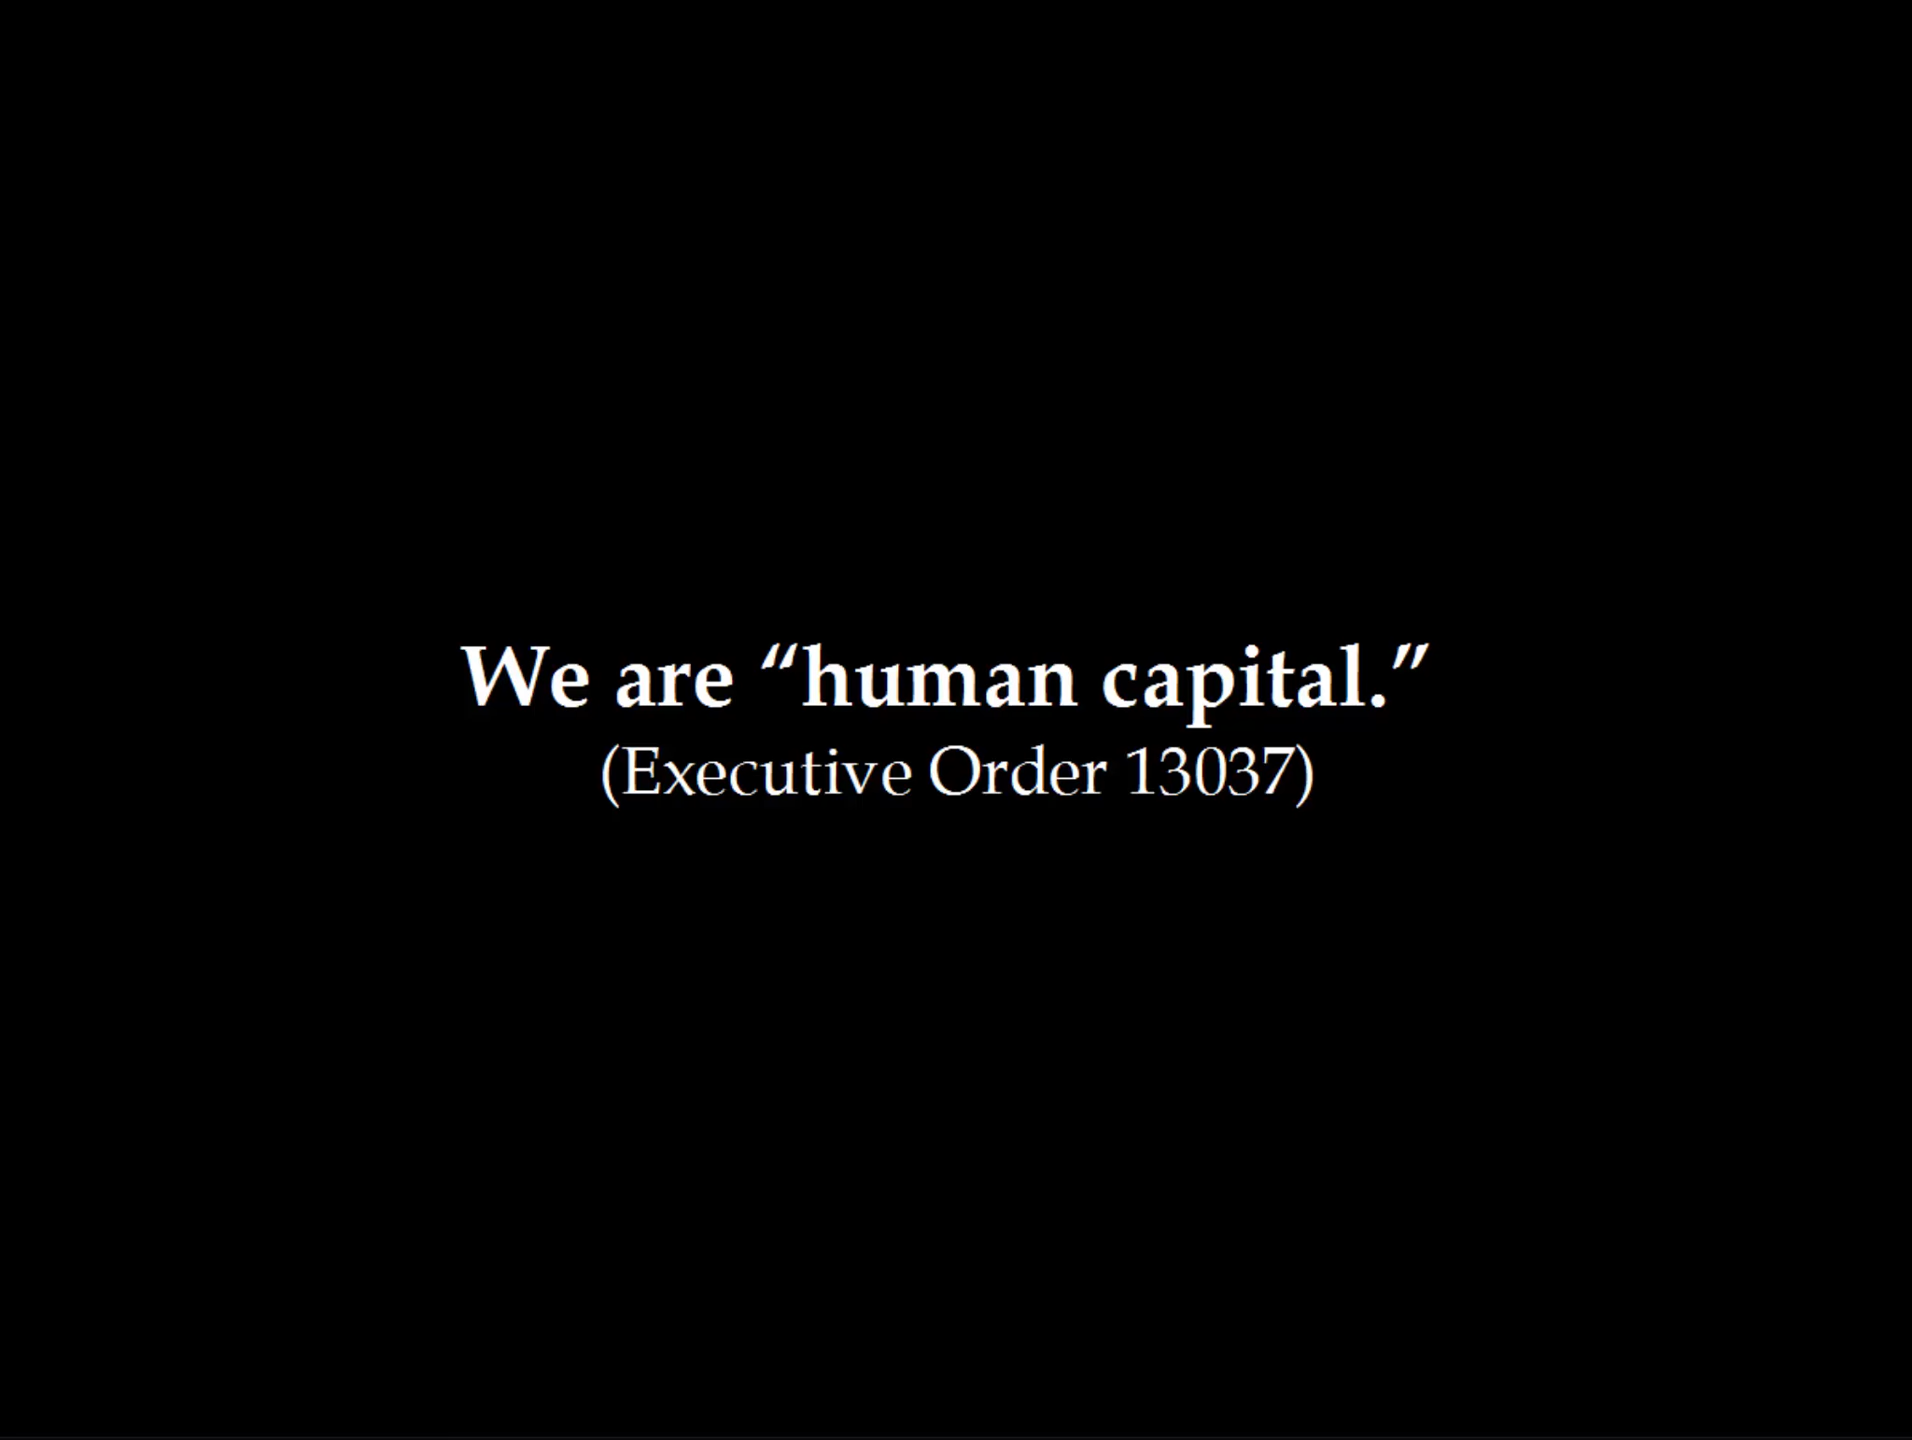 We are “human capital.”
(Executive Order 13037)